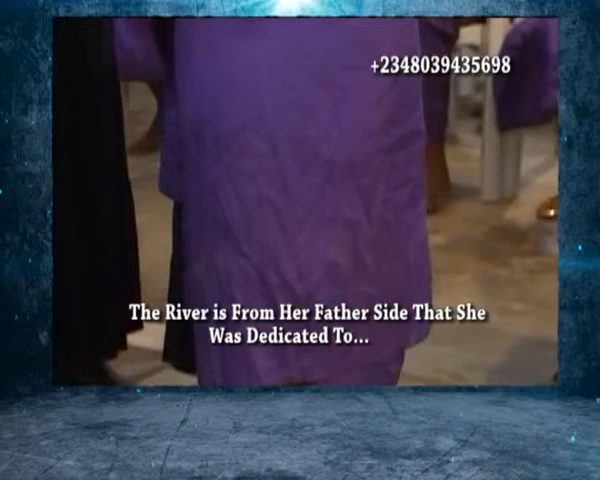 +2348039435698
The River is From Her Father Side That She
Was Dedicated To...